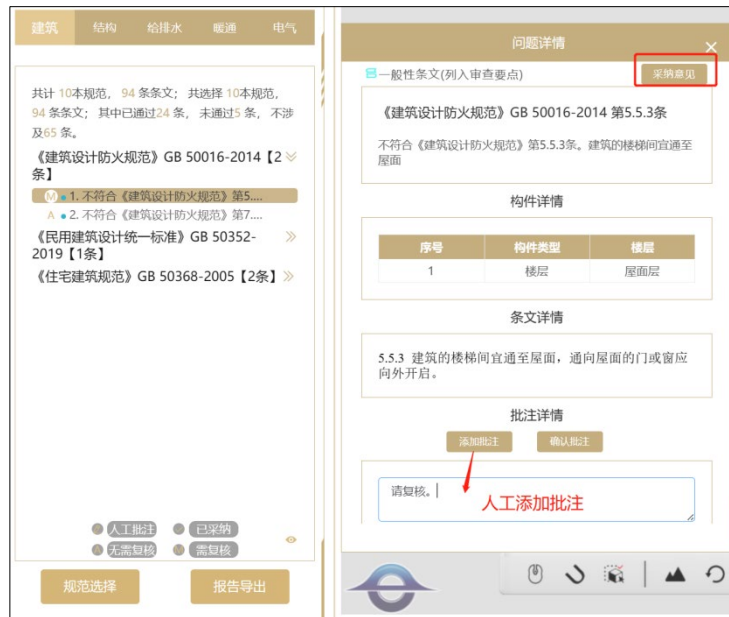 建筑 结构 给排水 暖通 电气
共计 10本规范，94 条条文；共选择 10本规范，
94 条条文；其中已通过24 条，未通过5 条，不涉
及65 条。
《建筑设计防火规范》GB 50016-2014【2
条】
M 1. 不符合《建筑设计防火规范》第5....
A 2. 不符合《建筑设计防火规范》第7....
《民用建筑设计统一标准》GB 50352-
2019【1条】
《住宅建筑规范》GB 50368-2005【2条】
人工批注 已采纳
无需复核 需复核
规范选择 报告导出
问题详情
一般性条文(列入审查要点) 采纳意见
《建筑设计防火规范》GB 50016-2014 第5.5.3条
不符合《建筑设计防火规范》第5.5.3条。建筑的楼梯间宜通至
屋面
构件详情
序号 构件类型 楼层
1 楼层 屋面层
条文详情
5.5.3 建筑的楼梯间宜通至屋面，通向屋面的门或窗应
向外开启。
批注详情
添加批注 确认批注
请复核。
人工添加批注